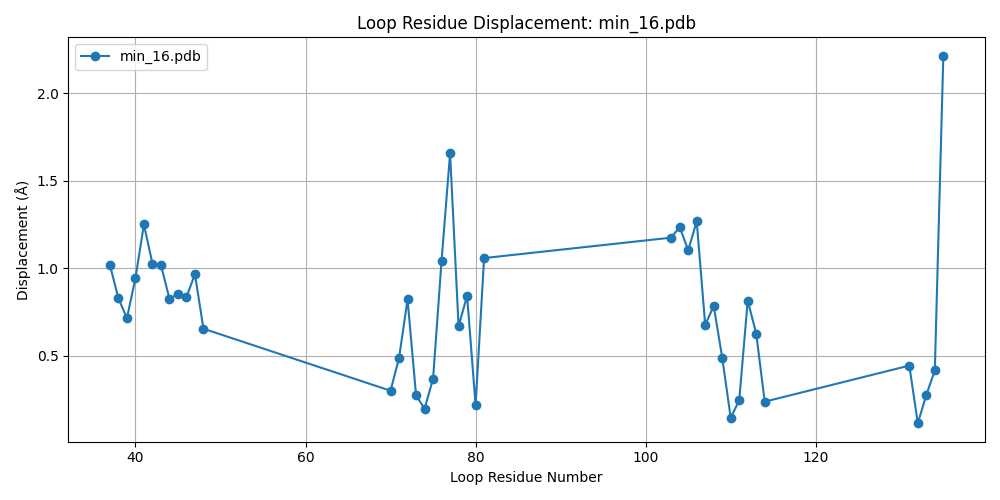 Loop Residue Displacement: min_16.pdb
min_16.pdb
Displacement (Å)
2.0
1.5
1.0
0.5
40 60 80 100 120
Loop Residue Number